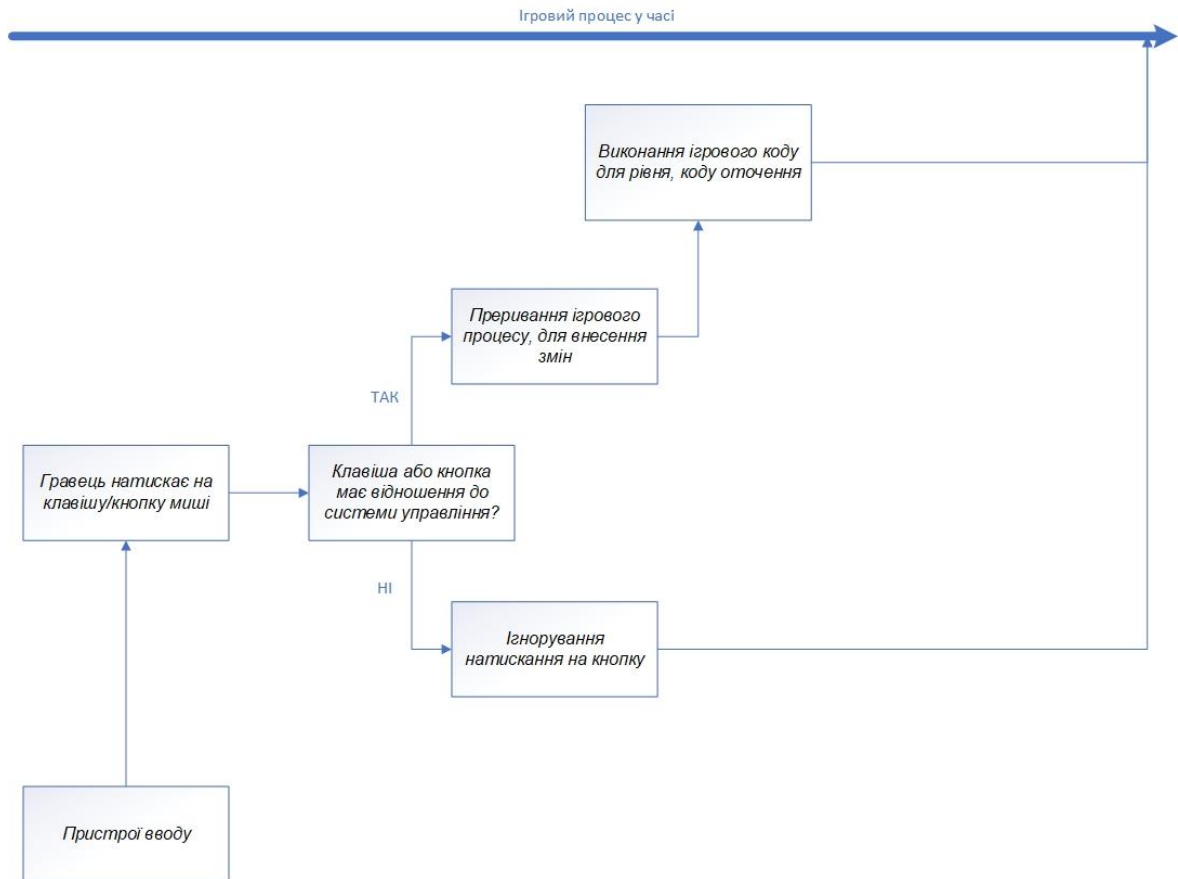 Ігровий процес у часі
Виконання ігрового коду
для рівня, коду оточення
Преривання ігрового
процесу, для внесення
змін
ТАК
Гравець натискає на
клавішу/кнопку миші
Клавіша або кнопка
має відношення до
системи управління?
НІ
Ігнорування
натискання на кнопку
Пристрої вводу